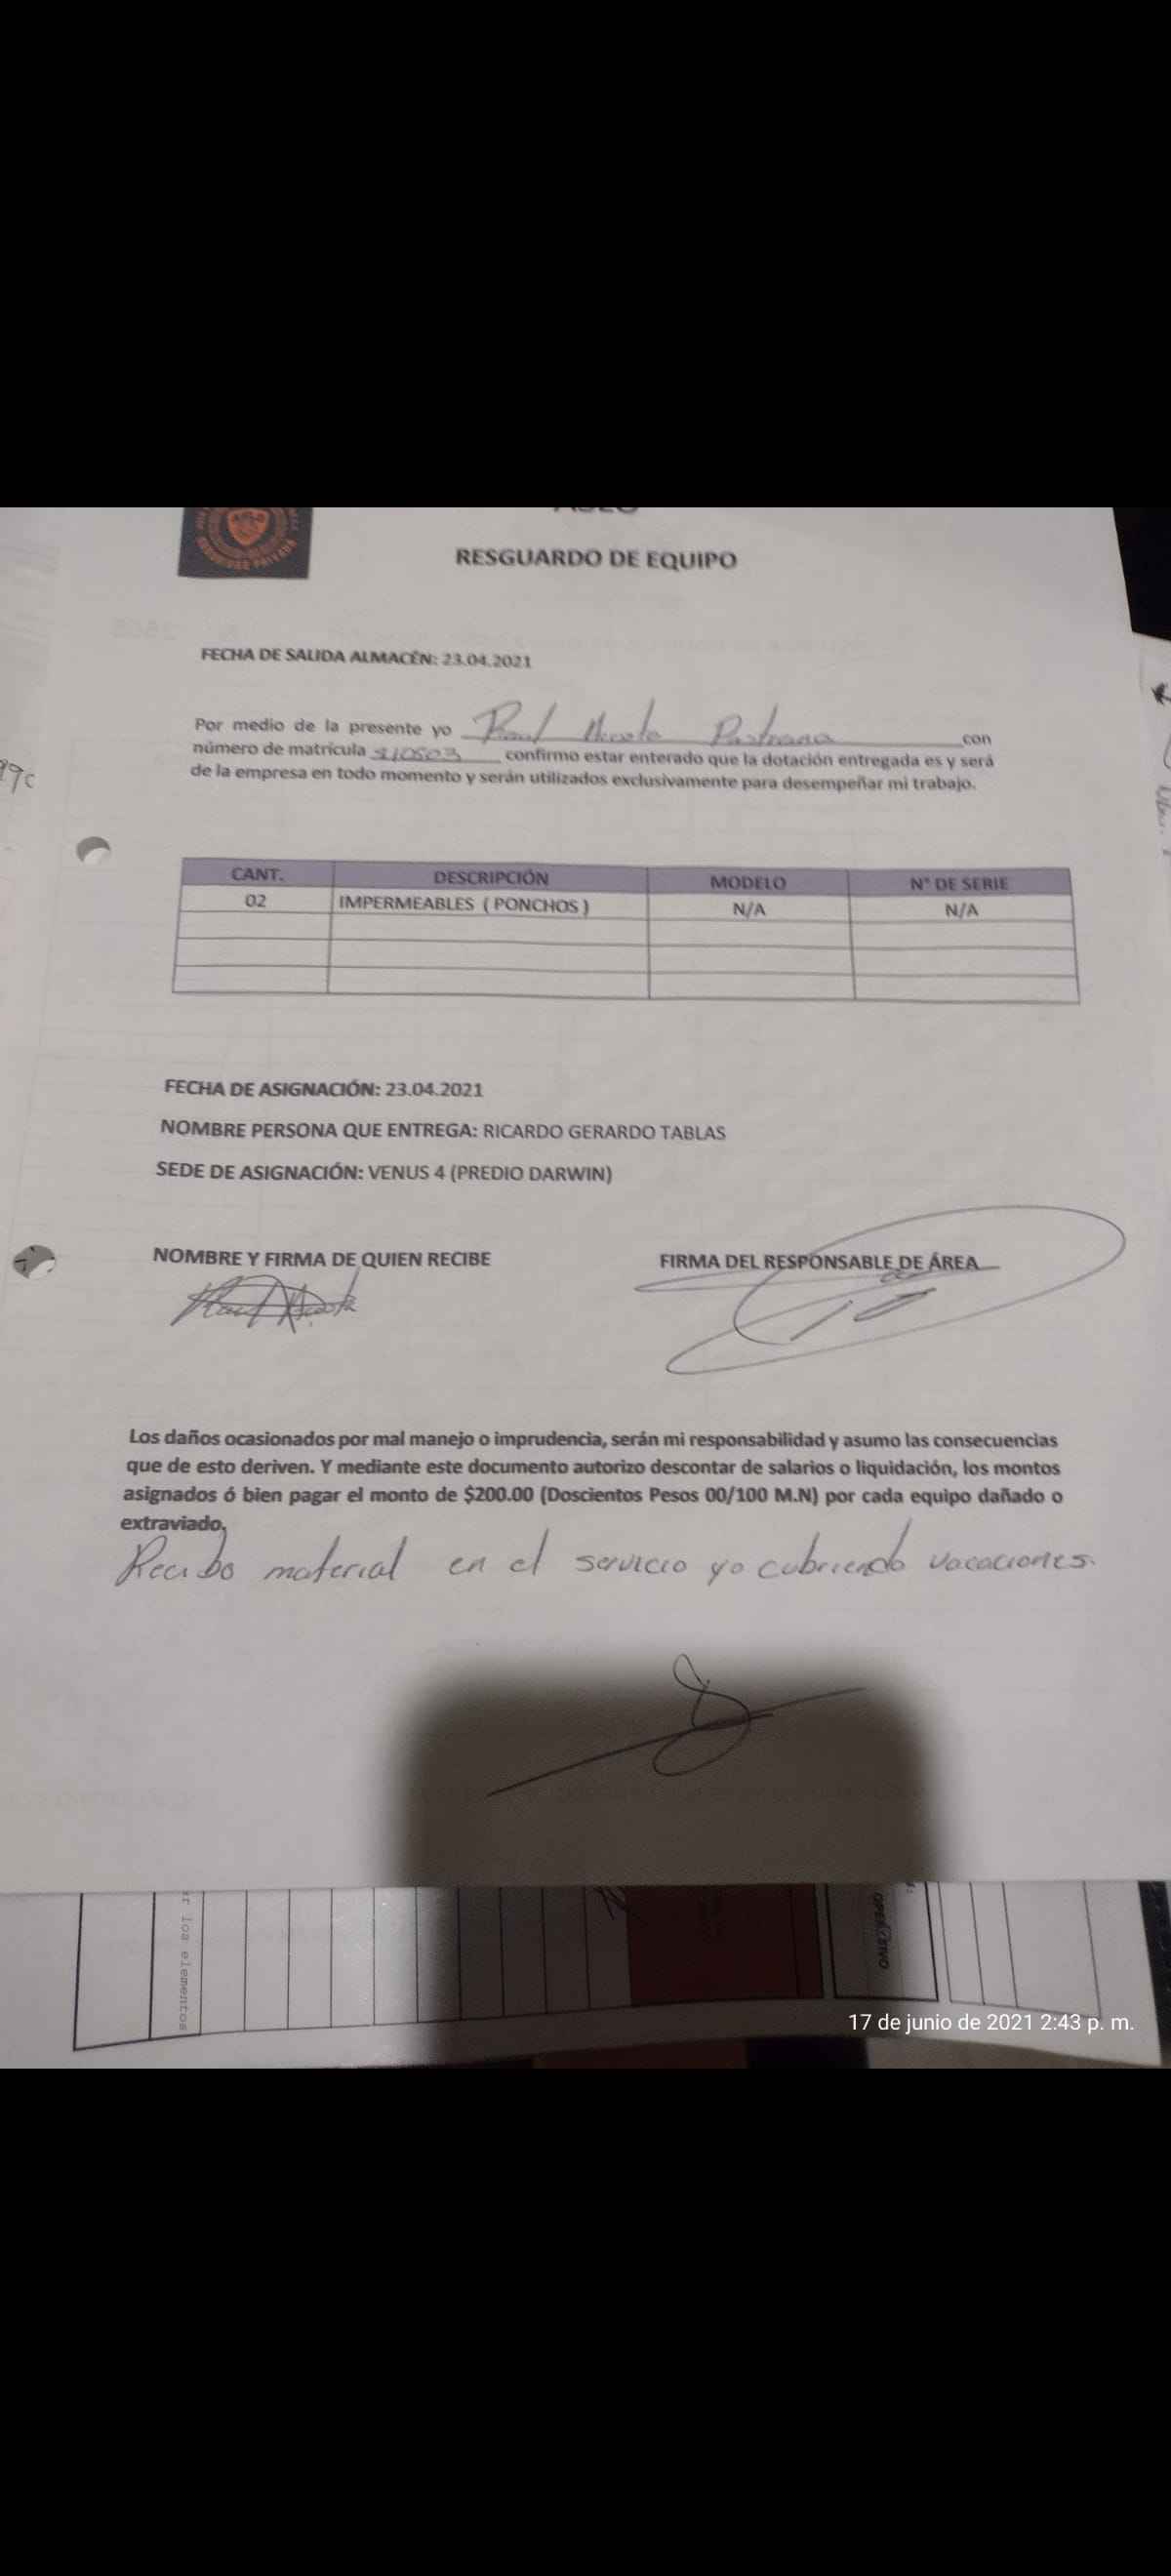 SEGURIDAD PRIVADA
RESGUARDO DE EQUIPO
FECHA DE SALIDA ALMACÉN: 23.04.2021
Por medio de la presente yo Raul Acosta Pastrana con
número de matrícula confirmo estar enterado que la dotación entregada es y será
de la empresa en todo momento y serán utilizados exclusivamente para desempeñar mi trabajo.
CANT. DESCRIPCIÓN MODELO N° DE SERIE
02 IMPERMEABLES ( PONCHOS ) N/A N/A
FECHA DE ASIGNACIÓN: 23.04.2021
NOMBRE PERSONA QUE ENTREGA: RICARDO GERARDO TABLAS
SEDE DE ASIGNACIÓN: VENUS 4 (PREDIO DARWIN)
NOMBRE Y FIRMA DE QUIEN RECIBE FIRMA DEL RESPONSABLE DE ÁREA
Raul Acosta
Los daños ocasionados por mal manejo o imprudencia, serán mi responsabilidad y asumo las consecuencias
que de esto deriven. Y mediante este documento autorizo descontar de salarios o liquidación, los montos
asignados ó bien pagar el monto de $200.00 (Doscientos Pesos 00/100 M.N) por cada equipo dañado o
extraviado.
Recibo material en el servicio yo cubriendo vacaciones.
los elementos
17 de junio de 2021 2:43 p. m.